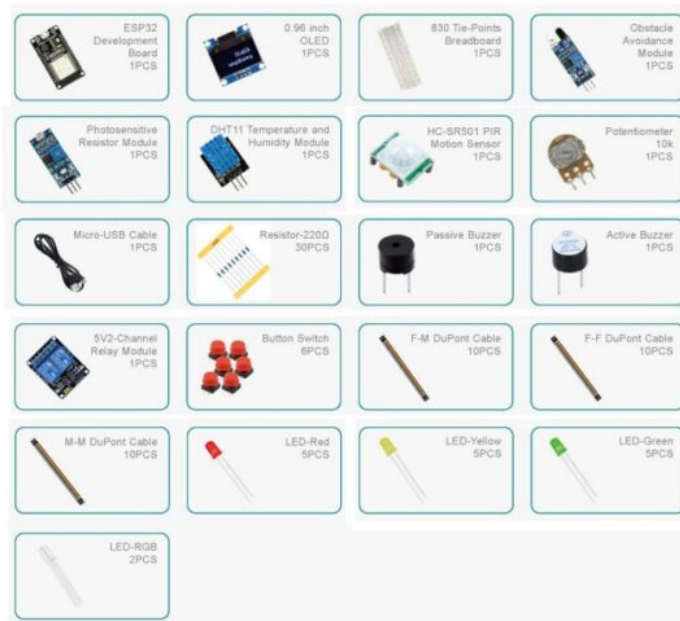 ESP32
Development
Board
1PCS
0.96 inch
OLED
1PCS
830 Tie-Points
Breadboard
1PCS
Obstacle
Avoidance
Module
1PCS
Photosensitive
Resistor Module
1PCS
DHT11 Temperature and
Humidity Module
1PCS
HC-SR501 PIR
Motion Sensor
1PCS
Potentiometer
10k
1PCS
Micro-USB Cable
1PCS
Resistor-220Ω
30PCS
Passive Buzzer
1PCS
Active Buzzer
1PCS
5V2-Channel
Relay Module
1PCS
Button Switch
6PCS
F-M DuPont Cable
10PCS
F-F DuPont Cable
10PCS
M-M DuPont Cable
10PCS
LED-Red
5PCS
LED-Yellow
5PCS
LED-Green
5PCS
LED-RGB
2PCS